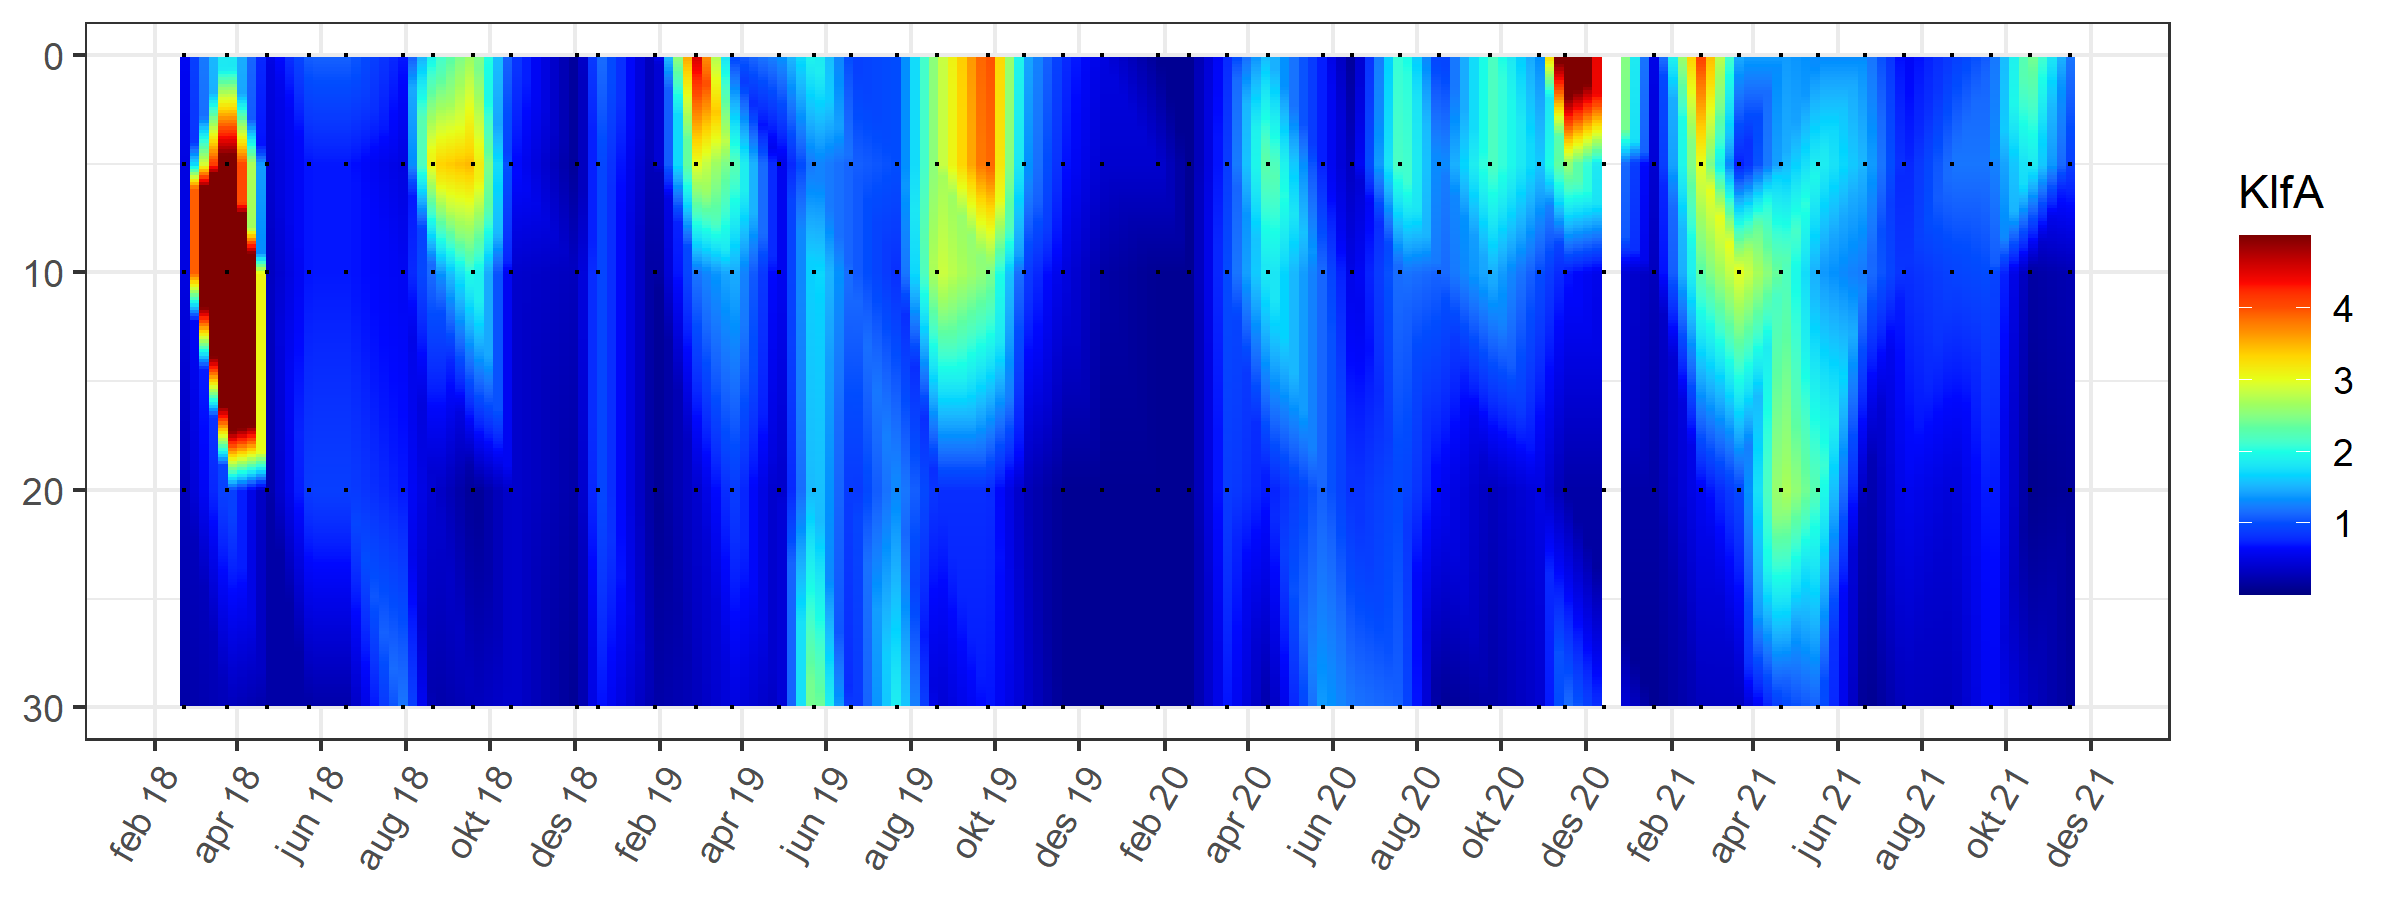 0
10
20
30
feb 18
apr 18
jun 18
aug 18
okt 18
des 18
feb 19
apr 19
jun 19
aug 19
okt 19
des 19
feb 20
apr 20
jun 20
aug 20
okt 20
des 20
feb 21
apr 21
jun 21
aug 21
okt 21
des 21
KlfA
4
3
2
1